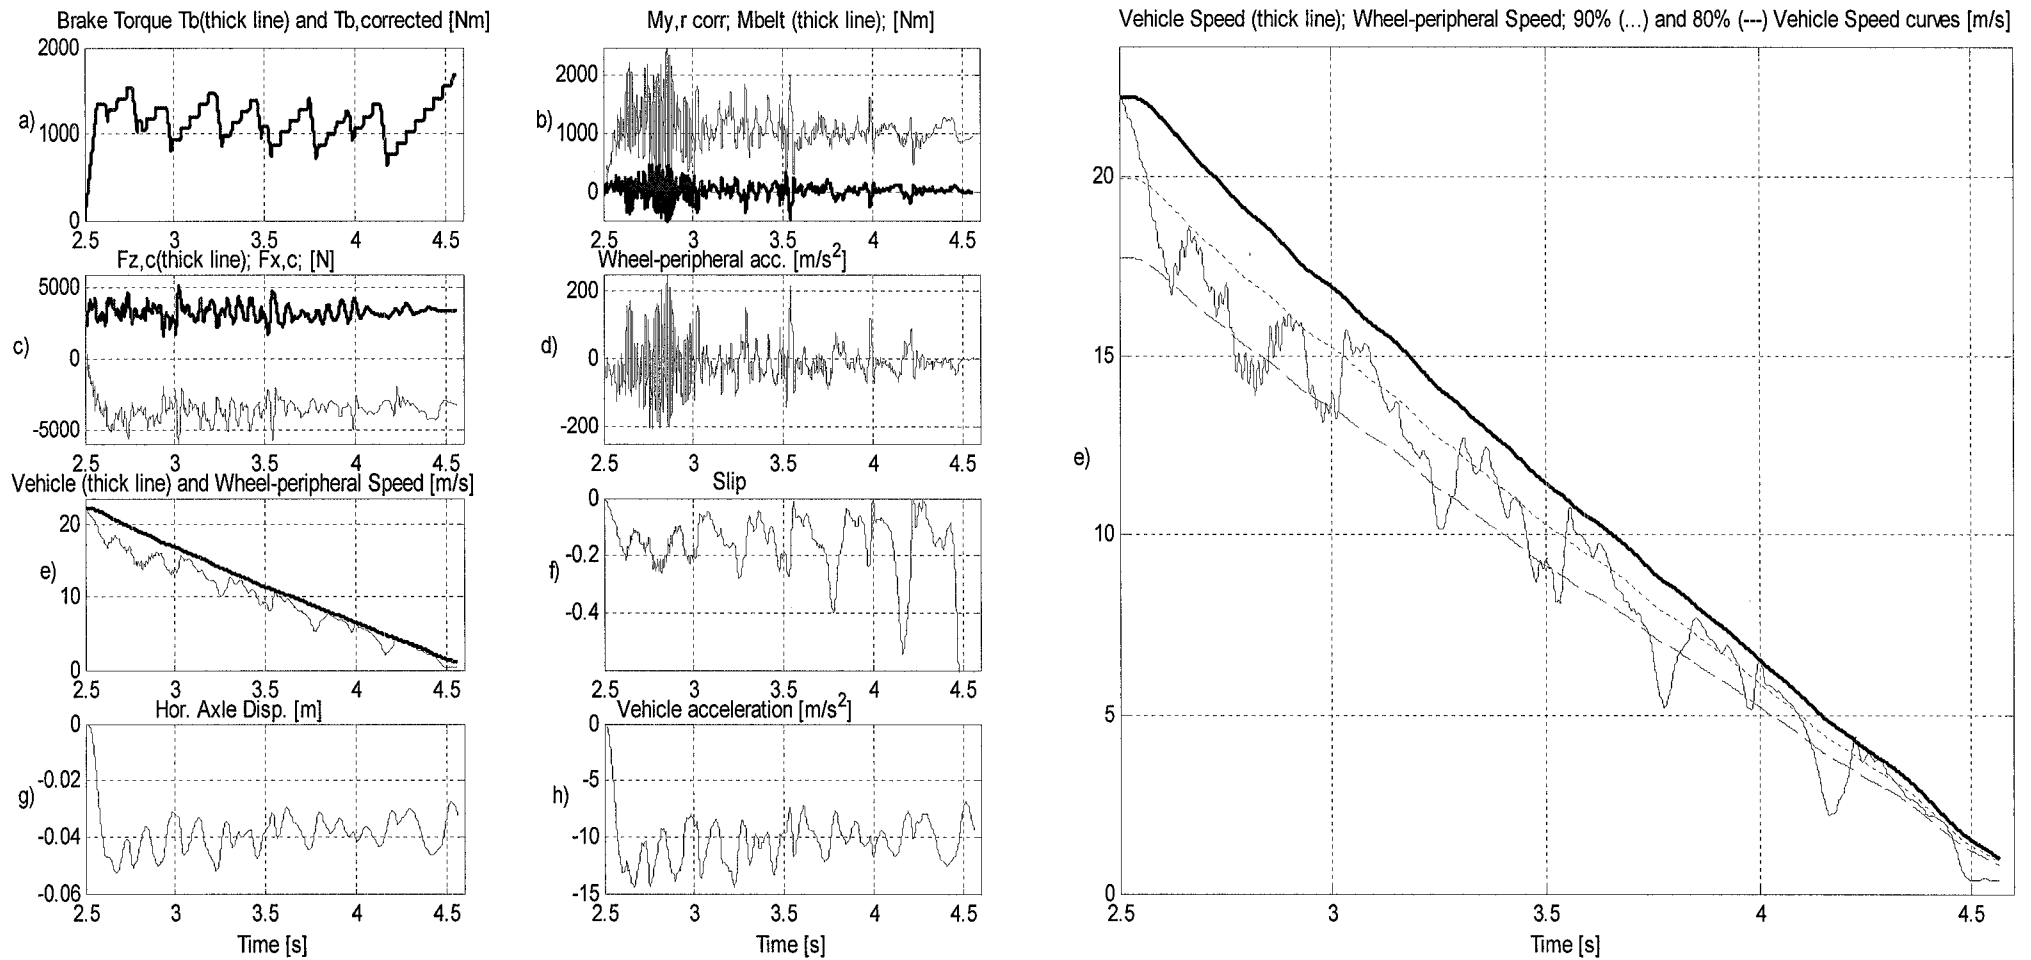 Brake Torque Tb(thick line) and Tb,corrected [Nm]
a)
2000
1000
0
2.5 3 3.5 4 4.5
My,r corr; Mbelt (thick line); [Nm]
b)
2000
1000
0
2.5 3 3.5 4 4.5
Fz,c(thick line); Fx,c; [N]
c)
5000
0
-5000
2.5 3 3.5 4 4.5
Wheel-peripheral acc. [m/s2]
d)
200
0
-200
2.5 3 3.5 4 4.5
Vehicle (thick line) and Wheel-peripheral Speed [m/s]
e)
20
10
0
2.5 3 3.5 4 4.5
Slip
f)
0
-0.2
-0.4
2.5 3 3.5 4 4.5
Hor. Axle Disp. [m]
g)
0
-0.02
-0.04
-0.06
2.5 3 3.5 4 4.5
Time [s]
Vehicle acceleration [m/s2]
h)
0
-5
-10
-15
2.5 3 3.5 4 4.5
Time [s]
Vehicle Speed (thick line); Wheel-peripheral Speed; 90% (...) and 80% (---) Vehicle Speed curves [m/s]
e)
20
15
10
5
0
2.5 3 3.5 4 4.5
Time [s]